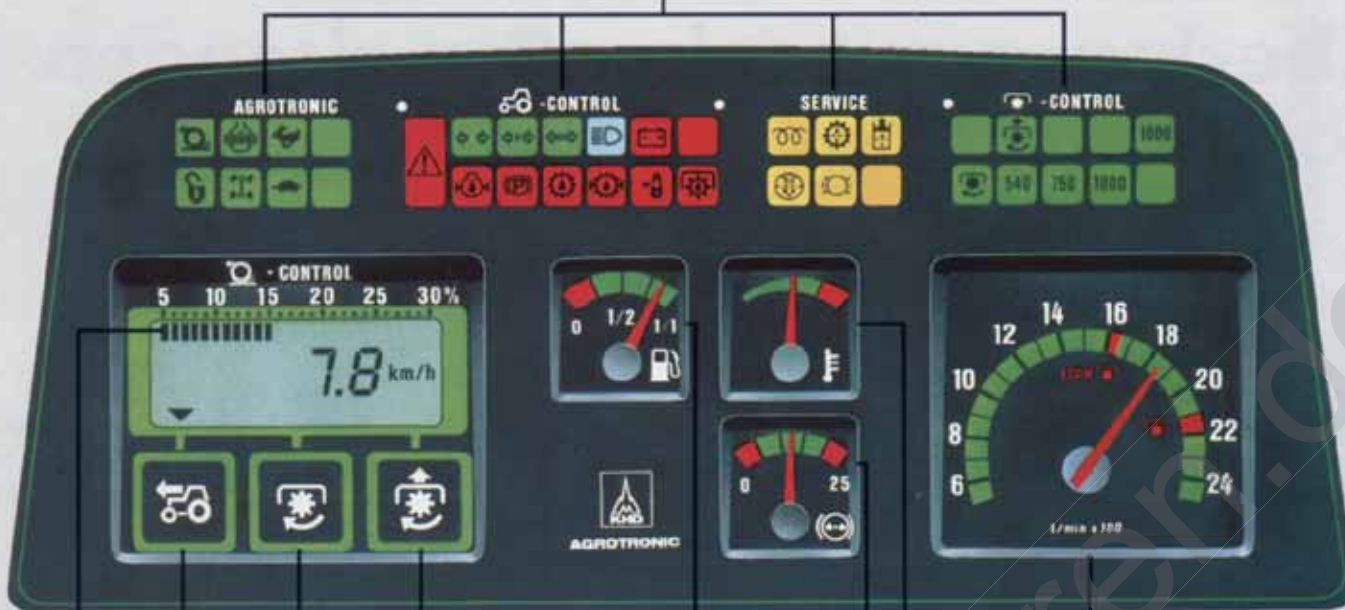 AGROTRONIC
-CONTROL
SERVICE
-CONTROL
1000
P
540 750 1000
- CONTROL
5 10 15 20 25 30%
7.8 km/h
0 1/2 1/1
0 25
KHD
AGROTRONIC
6 8 10 12 14 16 18 20 22 24
1/min x 100